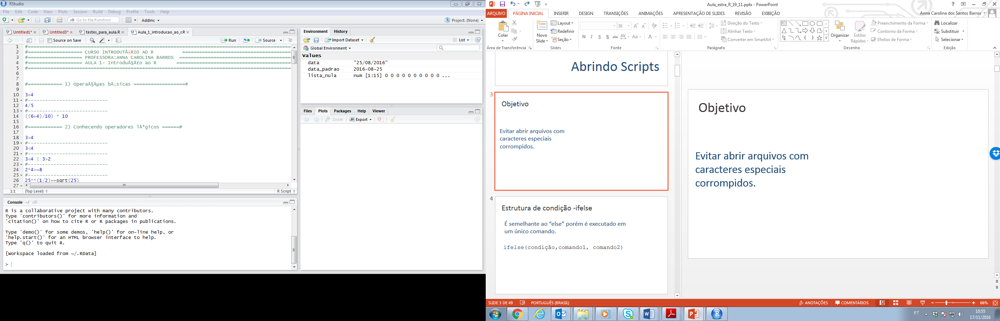 RStudio
File Edit Code View Plots Session Build Debug Profile Tools Help
Go to file/function
Addins
Project: (None)
Untitled1* Untitled3* testes_para_aula.R Aula_1_introducao_ao_r.R
Source on Save
Run
Source
1 #=============================================================================================
2 #=================== CURSO INTRODUTÃ·RIO AO R ======================================
3 #=================== PROFESSORA:ANNA CAROLINA BARROS =======================================
4 #=================== AULA 1- IntroduÃ§Ã£o ao R ========================================
5 #=============================================================================================
6
7
8 #============ 1) OperaÃ§Ãµes bÃ¡sicas ==================#
9
10 3+4
11 #----------------------------
12 4/5
13 #----------------------------
14 ((6+4)/10) * 10
15
16 #============ 2) Conhecendo operadores lÃ³gicos ======#
17
18 3>4
19 #----------------------------
20 3<4
21 #----------------------------
22 3<4 | 3>2
23 #----------------------------
24 2*4>=8
25 #----------------------------
26 25**(1/2)==sqrt(25)
27
1:1 (Top Level) R Script
Console ~/
R is a collaborative project with many contributors.
Type 'contributors()' for more information and
'citation()' on how to cite R or R packages in publications.
Type 'demo()' for some demos, 'help()' for on-line help, or
'help.start()' for an HTML browser interface to help.
Type 'q()' to quit R.
[Workspace loaded from ~/.RData]
>
Environment History
Import Dataset
List
Global Environment
Values
data "25/08/2016"
data_padrao 2016-08-25
lista_nula num [1:15] 0 0 0 0 0 0 0 0 0 0 ...
Files Plots Packages Help Viewer
Zoom Export
Aula_extra_R_19_11.pptx - PowerPoint
ARQUIVO PÁGINA INICIAL INSERIR DESIGN TRANSIÇÕES ANIMAÇÕES APRESENTAÇÃO DE SLIDES REVISÃO EXIBIÇÃO
Anna Carolina dos Santos Barros
Colar
Área de Transferência
Novo
Slide
Layout
Redefinir
Seção
Slides
36
N I S S abc AV Aa A
Fonte
Direção do Texto
Alinhar Texto
Converter em SmartArt
Parágrafo
Organizar
Estilos
Rápidos
Preenchimento da Forma
Contorno da Forma
Efeitos de Forma
Desenho
Localizar
Substituir
Selecionar
Edição
Abrindo Scripts
3
Objetivo
Evitar abrir arquivos com
caracteres especiais
corrompidos.
4
Estrutura de condição -ifelse
É semelhante ao “else” porém é executado em
um único comando.
ifelse(condição,comando1, comando2)
Objetivo
Evitar abrir arquivos com
caracteres especiais
corrompidos.
SLIDE 3 DE 49 PORTUGUÊS (BRASIL)
ANOTAÇÕES COMENTÁRIOS
66%
PT
10:55
17/11/2016